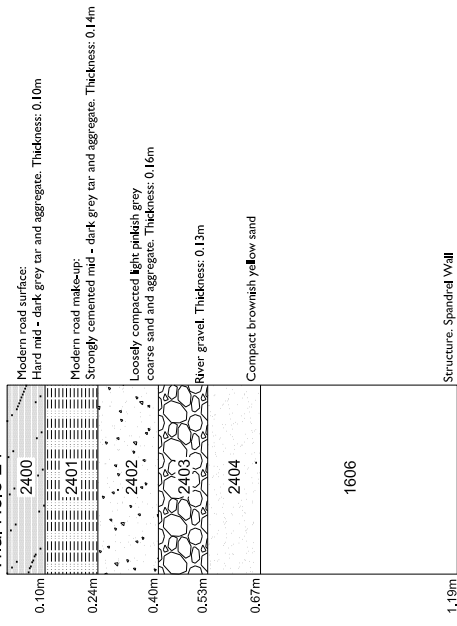 2400
2401
2402
2403
2404
1606
0.10m
0.24m
0.40m
0.53m
0.67m
1.19m
Modern road surface:
Hard mid - dark grey tar and aggregate. Thickness: 0.10m
Modern road make-up:
Strongly cemented mid - dark grey tar and aggregate. Thickness: 0.14m
Loosely compacted light pinkish grey
coarse sand and aggregate. Thickness: 0.16m
River gravel. Thickness: 0.13m
Compact brownish yellow sand
Structure. Spandrel Wall